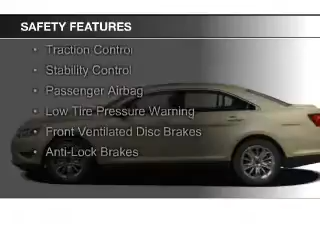 SAFETY FEATURES
• Traction Control
• Stability Control
• Passenger Airbag
• Low Tire Pressure Warning
• Front Ventilated Disc Brakes
• Anti-Lock Brakes